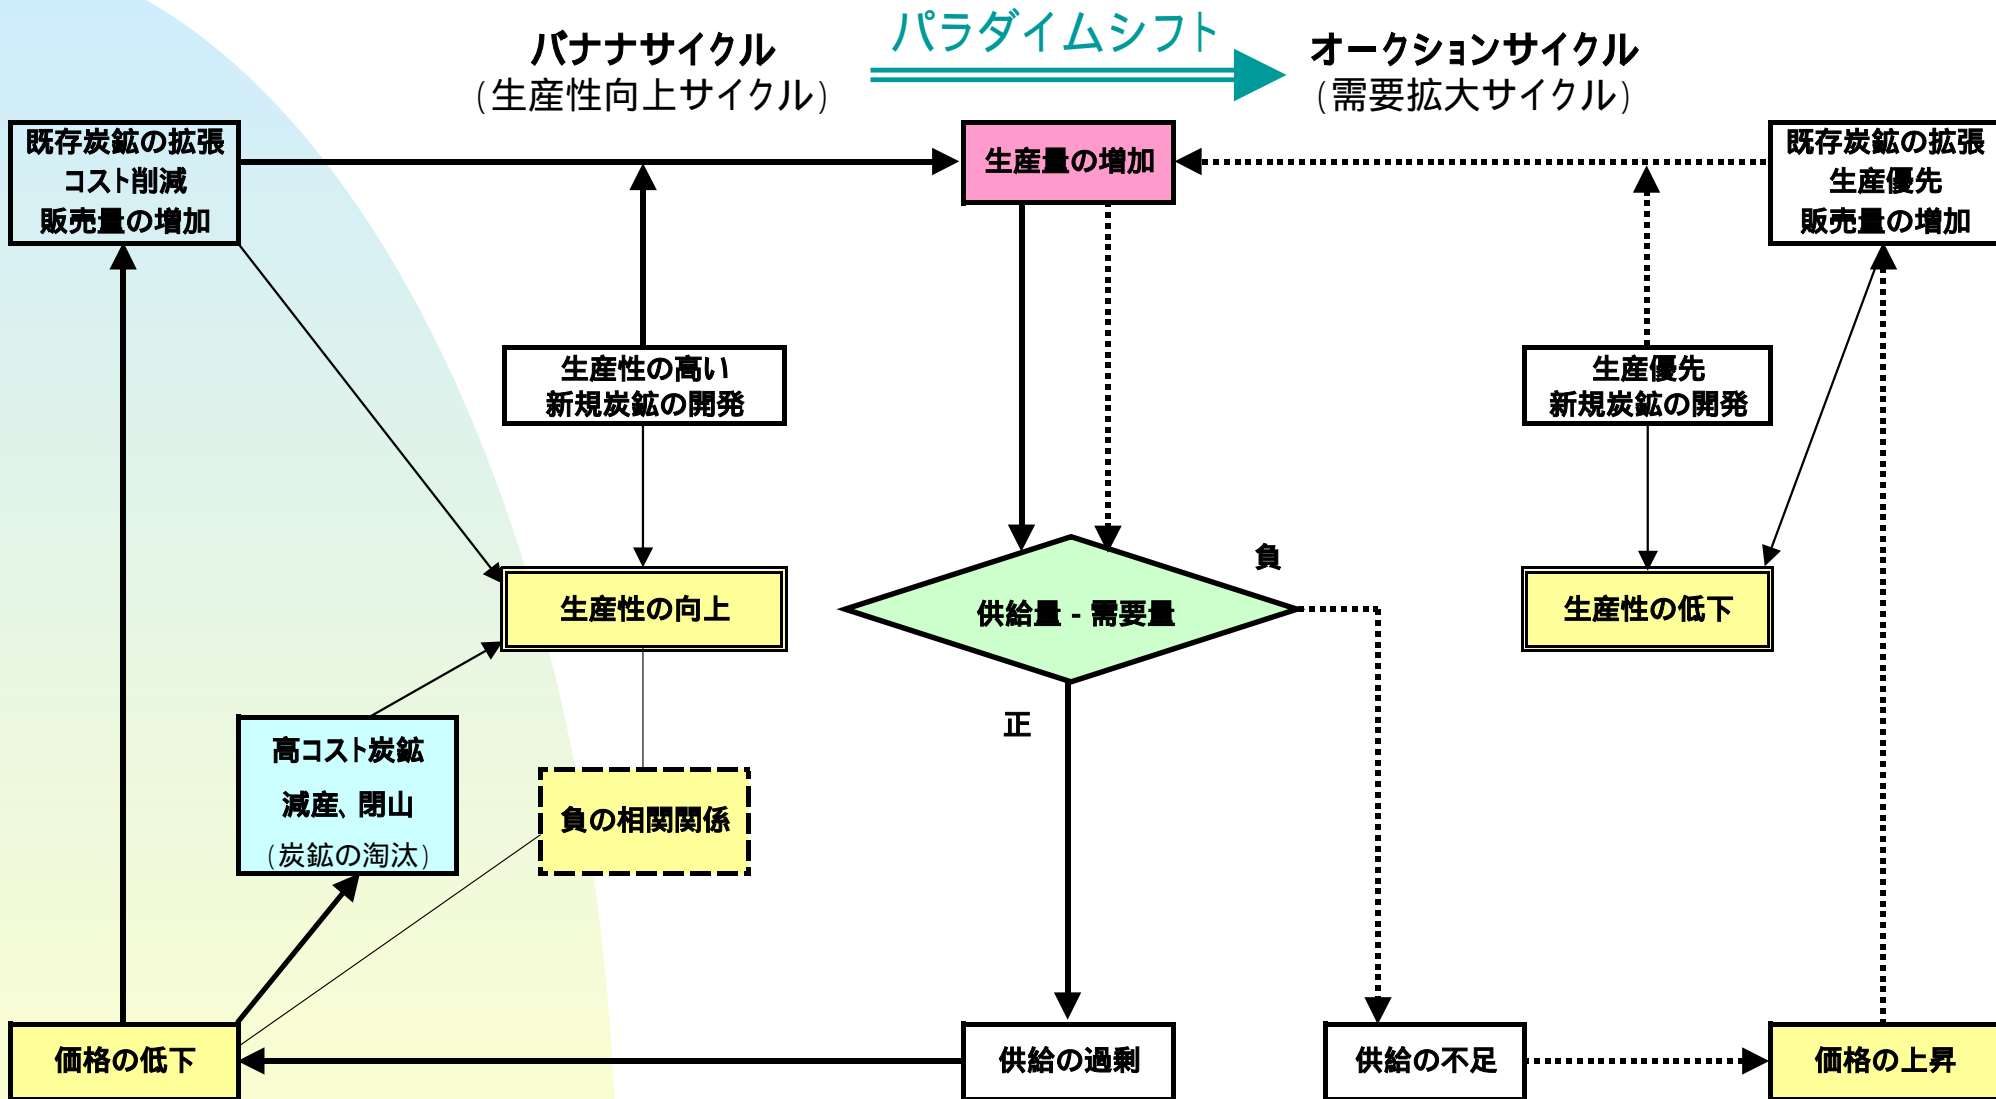 パラダイムシフト
バナナサイクル
(生産性向上サイクル)
オークションサイクル
(需要拡大サイクル)
既存炭鉱の拡張
コスト削減
販売量の増加
生産量の増加
既存炭鉱の拡張
生産優先
販売量の増加
生産性の高い
新規炭鉱の開発
生産優先
新規炭鉱の開発
負
生産性の向上
供給量 - 需要量
生産性の低下
正
高コスト炭鉱
減産、閉山
(炭鉱の淘汰)
負の相関関係
価格の低下
供給の過剰
供給の不足
価格の上昇